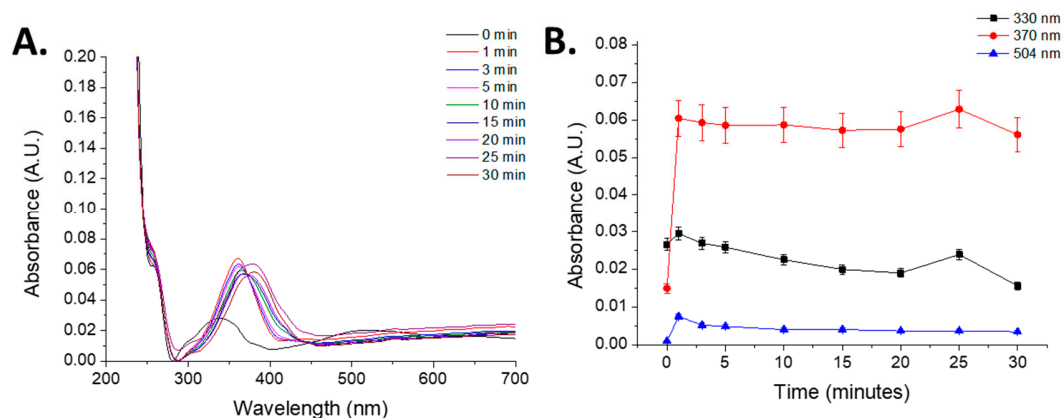 A.
0 min
1 min
3 min
5 min
10 min
15 min
20 min
25 min
30 min
0.20
0.18
0.16
0.14
0.12
0.10
0.08
0.06
0.04
0.02
0.00
Absorbance (A.U.)
200 300 400 500 600 700
Wavelength (nm)
B.
330 nm
370 nm
504 nm
0.08
0.07
0.06
0.05
0.04
0.03
0.02
0.01
0.00
Absorbance (A.U.)
0 5 10 15 20 25 30
Time (minutes)